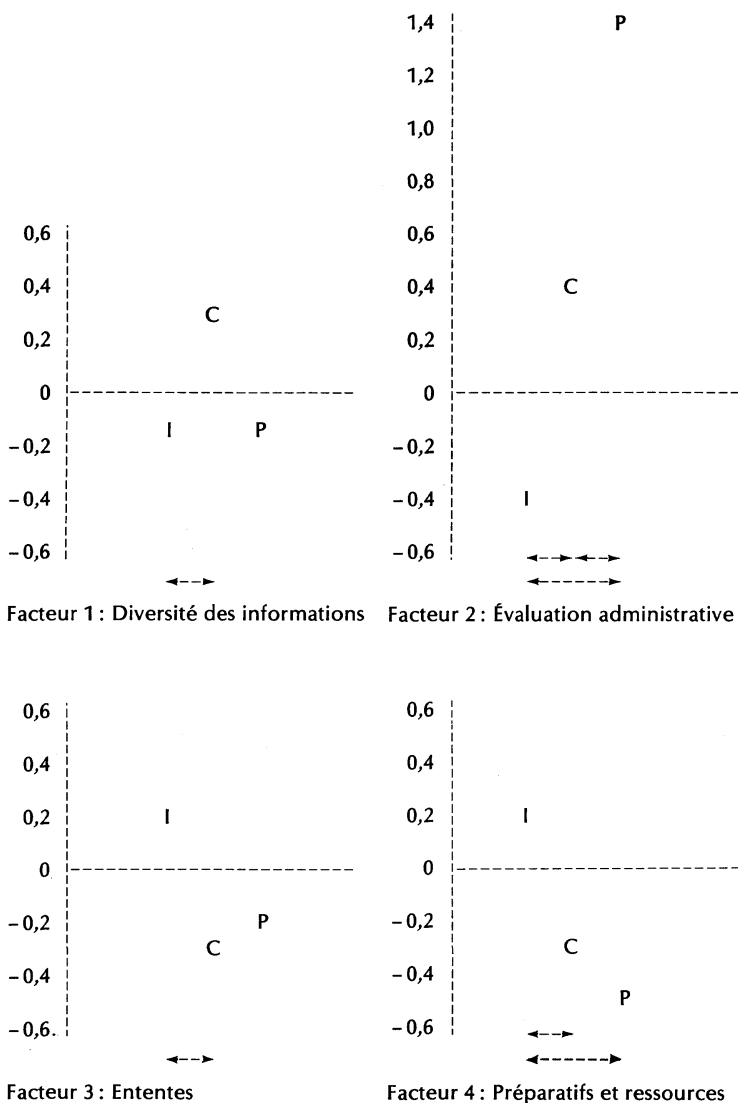 1,4 P
1,2
1,0
0,8
0,6 0,6
0,4 0,4 C
C
0,2 0,2
0 0
I P
– 0,2 – 0,2
– 0,4 – 0,4 I
– 0,6 – 0,6
Facteur 1 : Diversité des informations Facteur 2 : Évaluation administrative
0,6 0,6
0,4 0,4
0,2 I 0,2 I
0 0
– 0,2 P – 0,2
C C
– 0,4 – 0,4
P
– 0,6 – 0,6
Facteur 3 : Ententes Facteur 4 : Préparatifs et ressources